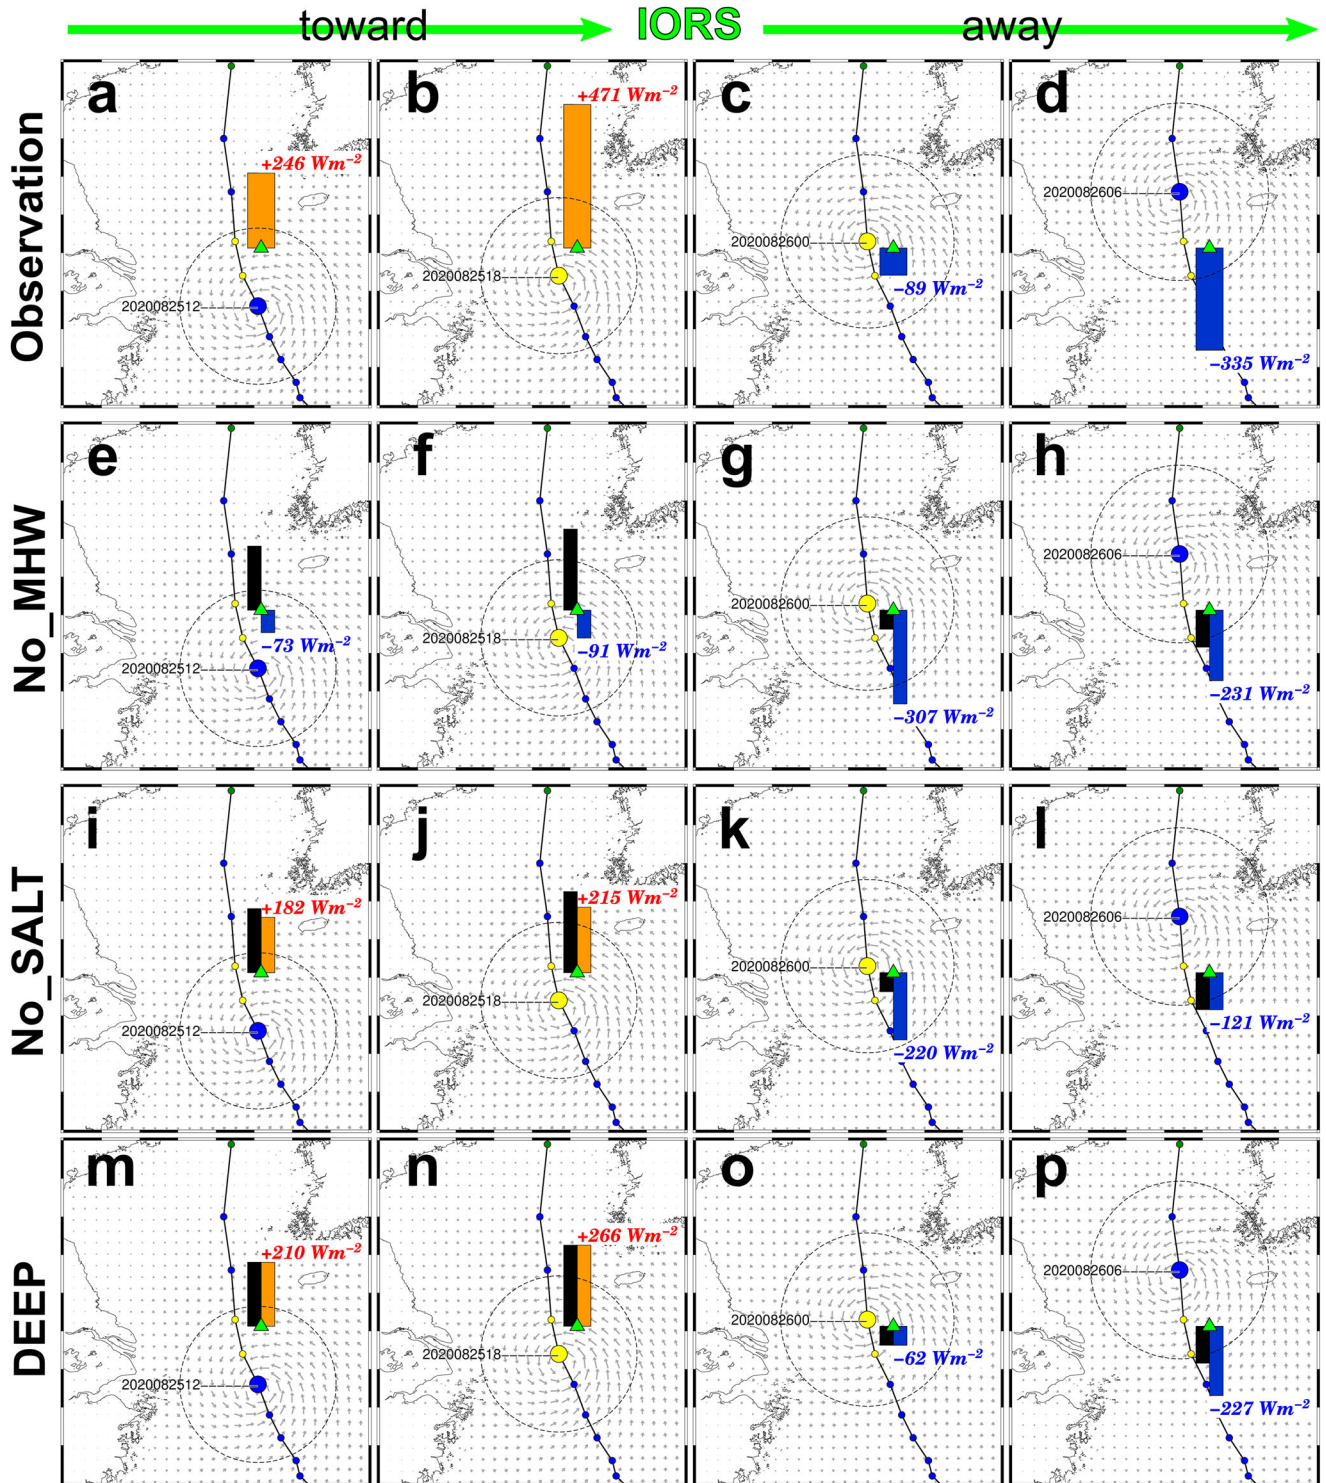 toward IORS away
Observation
a
+246 Wm⁻²
2020082512
b
+471 Wm⁻²
2020082518
c
2020082600
−89 Wm⁻²
d
2020082606
−335 Wm⁻²
No_MHW
e
−73 Wm⁻²
2020082512
f
2020082518
−91 Wm⁻²
g
2020082600
−307 Wm⁻²
h
2020082606
−231 Wm⁻²
No_SALT
i
+182 Wm⁻²
2020082512
j
+215 Wm⁻²
2020082518
k
2020082600
−220 Wm⁻²
l
2020082606
−121 Wm⁻²
DEEP
m
+210 Wm⁻²
2020082512
n
+266 Wm⁻²
2020082518
o
2020082600
−62 Wm⁻²
p
2020082606
−227 Wm⁻²